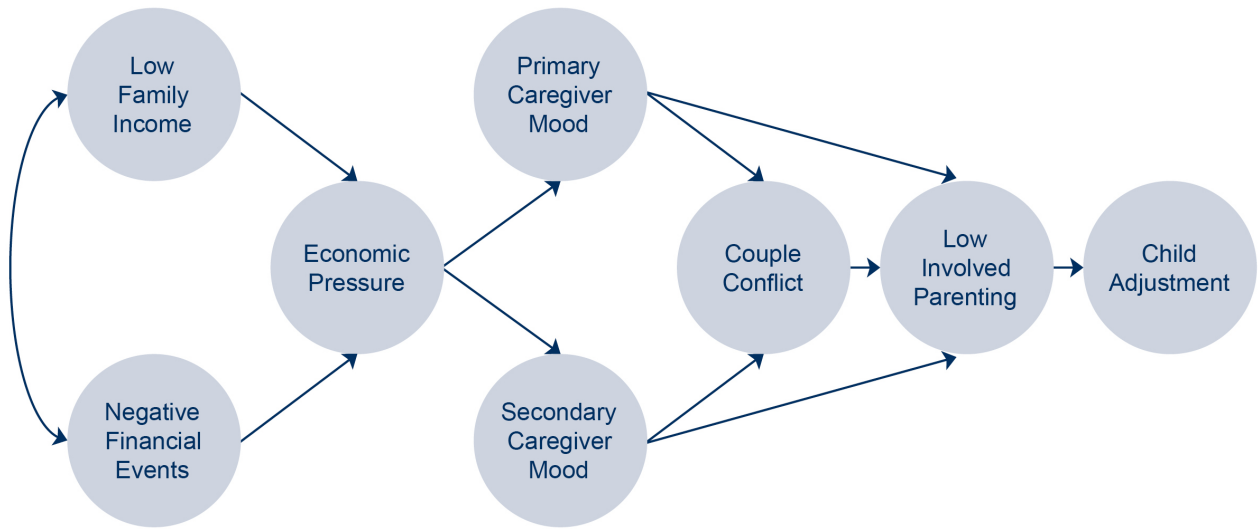 Low
Family
Income
Negative
Financial
Events
Economic
Pressure
Primary
Caregiver
Mood
Secondary
Caregiver
Mood
Couple
Conflict
Low
Involved
Parenting
Child
Adjustment